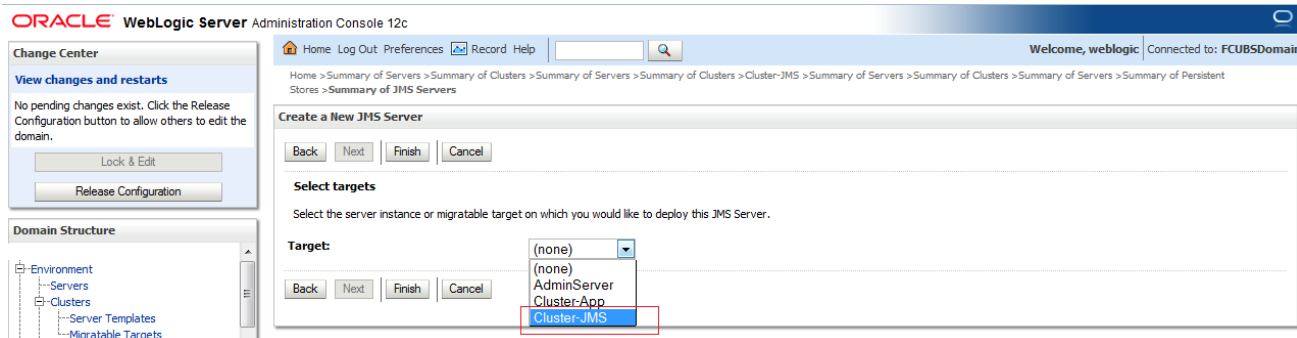 ORACLE WebLogic Server Administration Console 12c
Change Center
View changes and restarts
No pending changes exist. Click the Release
Configuration button to allow others to edit the
domain.
Lock & Edit
Release Configuration
Domain Structure
Environment
Servers
Clusters
Server Templates
Migratable Targets
Home Log Out Preferences Record Help
Welcome, weblogic Connected to: FCUBSDomain
Home >Summary of Servers >Summary of Clusters >Summary of Servers >Summary of Clusters >Cluster-JMS >Summary of Servers >Summary of Clusters >Summary of Servers >Summary of Persistent
Stores >Summary of JMS Servers
Create a New JMS Server
Back Next Finish Cancel
Select targets
Select the server instance or migratable target on which you would like to deploy this JMS Server.
Target: (none)
(none)
AdminServer
Cluster-App
Cluster-JMS
Back Next Finish Cancel